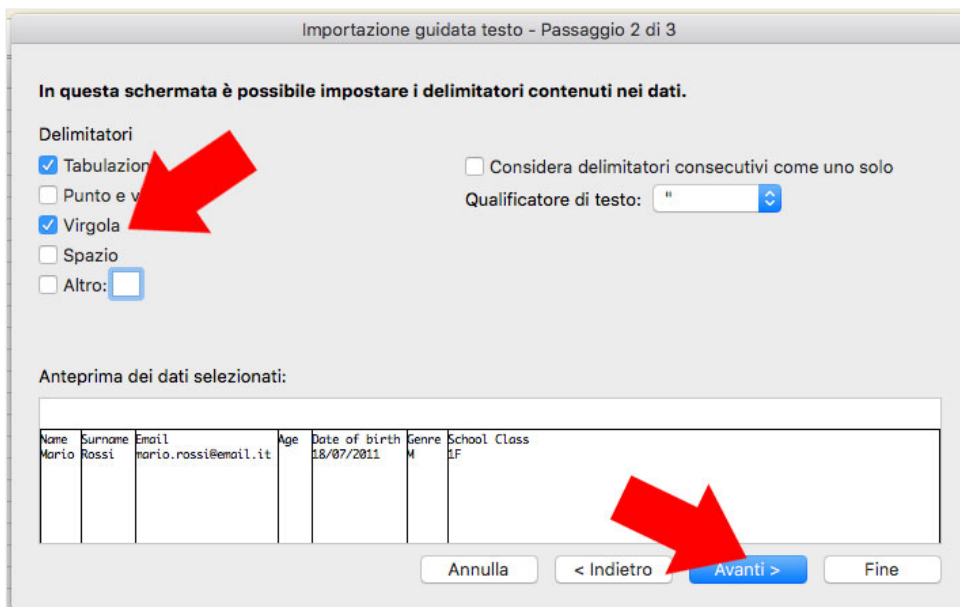 Importazione guidata testo - Passaggio 2 di 3
In questa schermata è possibile impostare i delimitatori contenuti nei dati.
Delimitatori
Tabulazion
Considera delimitatori consecutivi come uno solo
Punto e v
Qualificatore di testo: "
Virgola
Spazio
Altro:
Anteprima dei dati selezionati:
Name Surname Email Age Date of birth Genre School Class
Mario Rossi mario.rossi@email.it 18/07/2011 M 1F
Annulla < Indietro Avanti > Fine